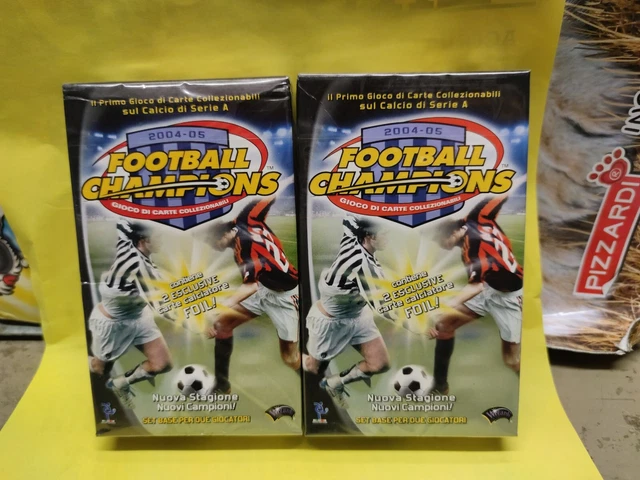 il Primo Gioco di Carte Collezionabili
sul Calcio di Serie A
2004-05
FOOTBALL
CHAMPIONS
GIOCO DI CARTE COLLEZIONABILI
contiene
2 ESCLUSIVE
carte calciatore
FOIL!
Nuova Stagione
Nuovi Campioni!
SET BASE PER DUE GIOCATORI
il Primo Gioco di Carte Collezionabili
sul Calcio di Serie A
2004-05
FOOTBALL
CHAMPIONS
GIOCO DI CARTE COLLEZIONABILI
contiene
2 ESCLUSIVE
carte calciatore
FOIL!
Nuova Stagione
Nuovi Campioni!
SET BASE PER DUE GIOCATORI
PIZZARDI